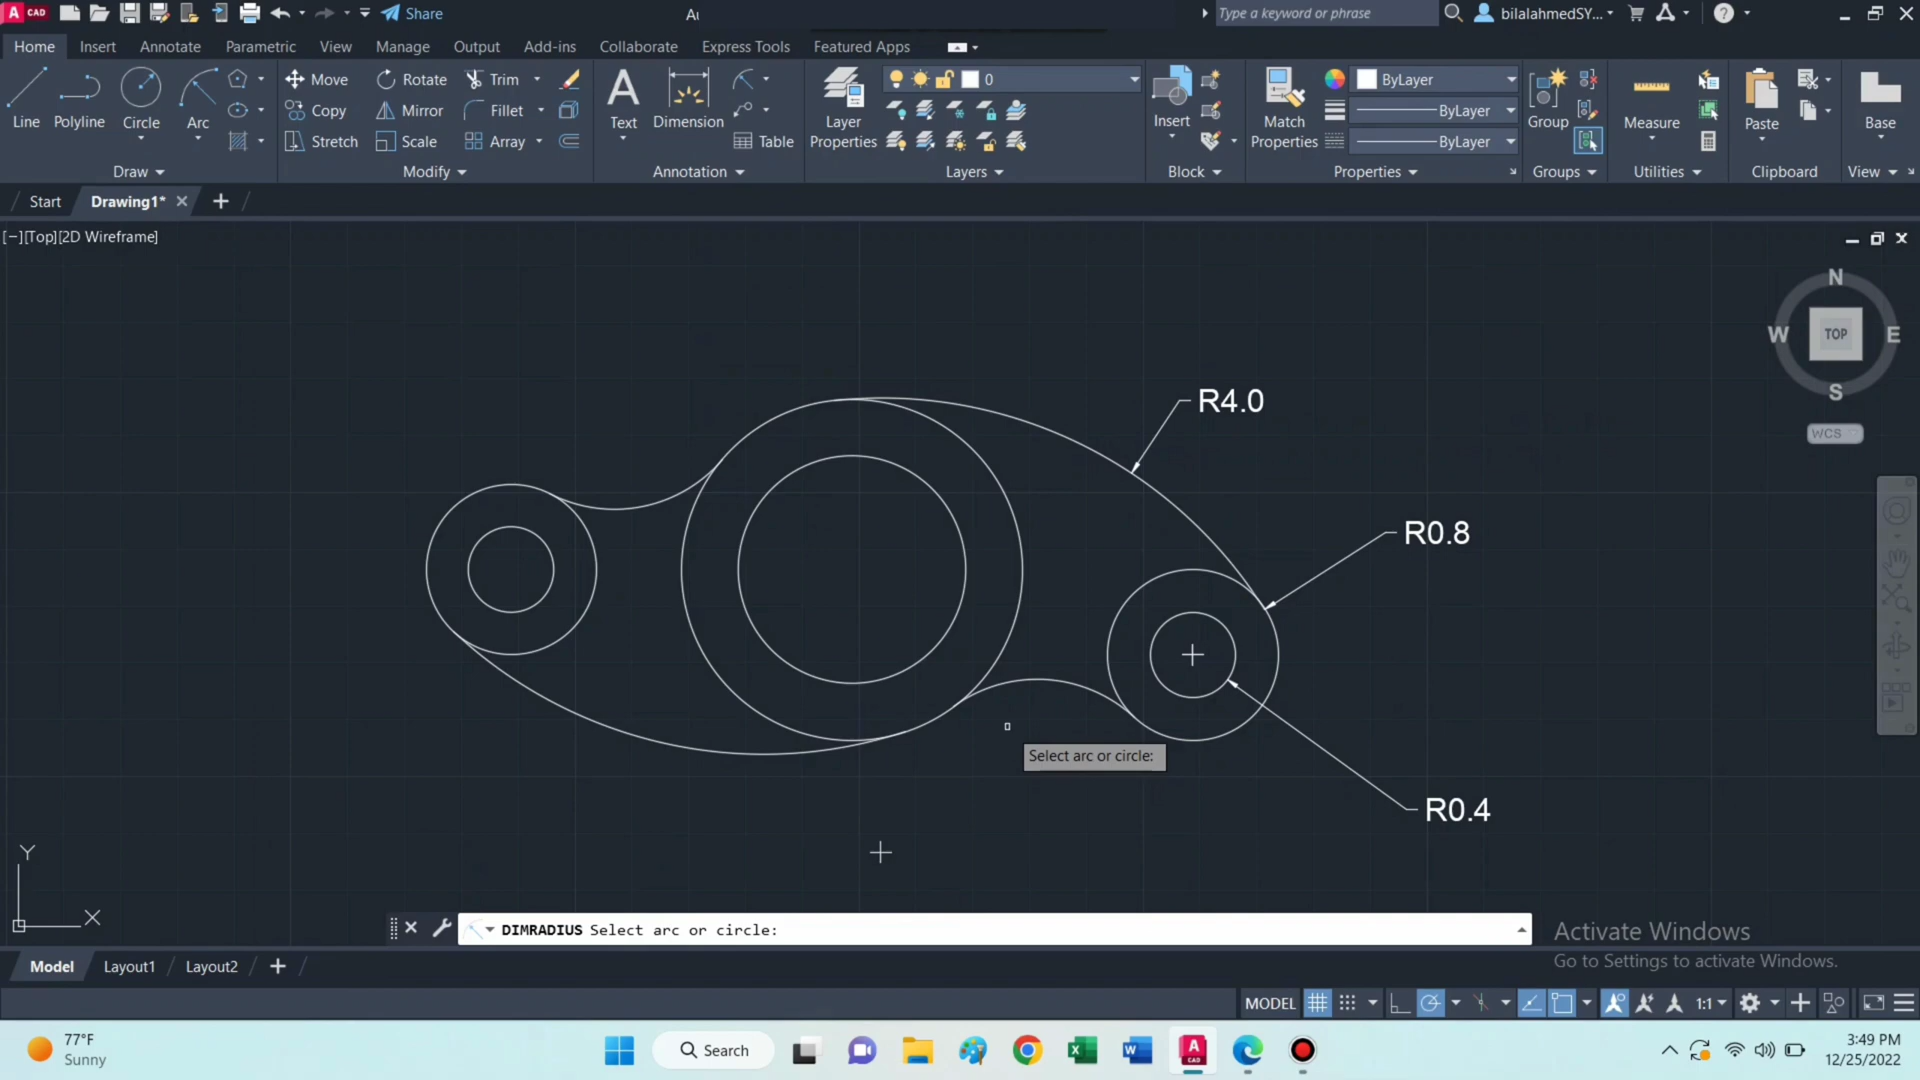 CAD Share Au Type a keyword or phrase bilalahmedSY...
Home Insert Annotate Parametric View Manage Output Add-ins Collaborate Express Tools Featured Apps
Line Polyline Circle Arc
Move Rotate Trim
Copy Mirror Fillet
Stretch Scale Array
Text Dimension Table
Layer Properties
0
Insert
Match Properties
ByLayer
ByLayer
ByLayer
Group Measure Paste Base
Draw Modify Annotation Layers Block Properties Groups Utilities Clipboard View
Start Drawing1* +
[−][Top][2D Wireframe]
N
W TOP E
S
WCS
R4.0
R0.8
Select arc or circle:
R0.4
Y
X
DIMRADIUS Select arc or circle:
Activate Windows
Go to Settings to activate Windows.
Model Layout1 Layout2 +
MODEL 1:1
77°F
Sunny
Search
3:49 PM
12/25/2022